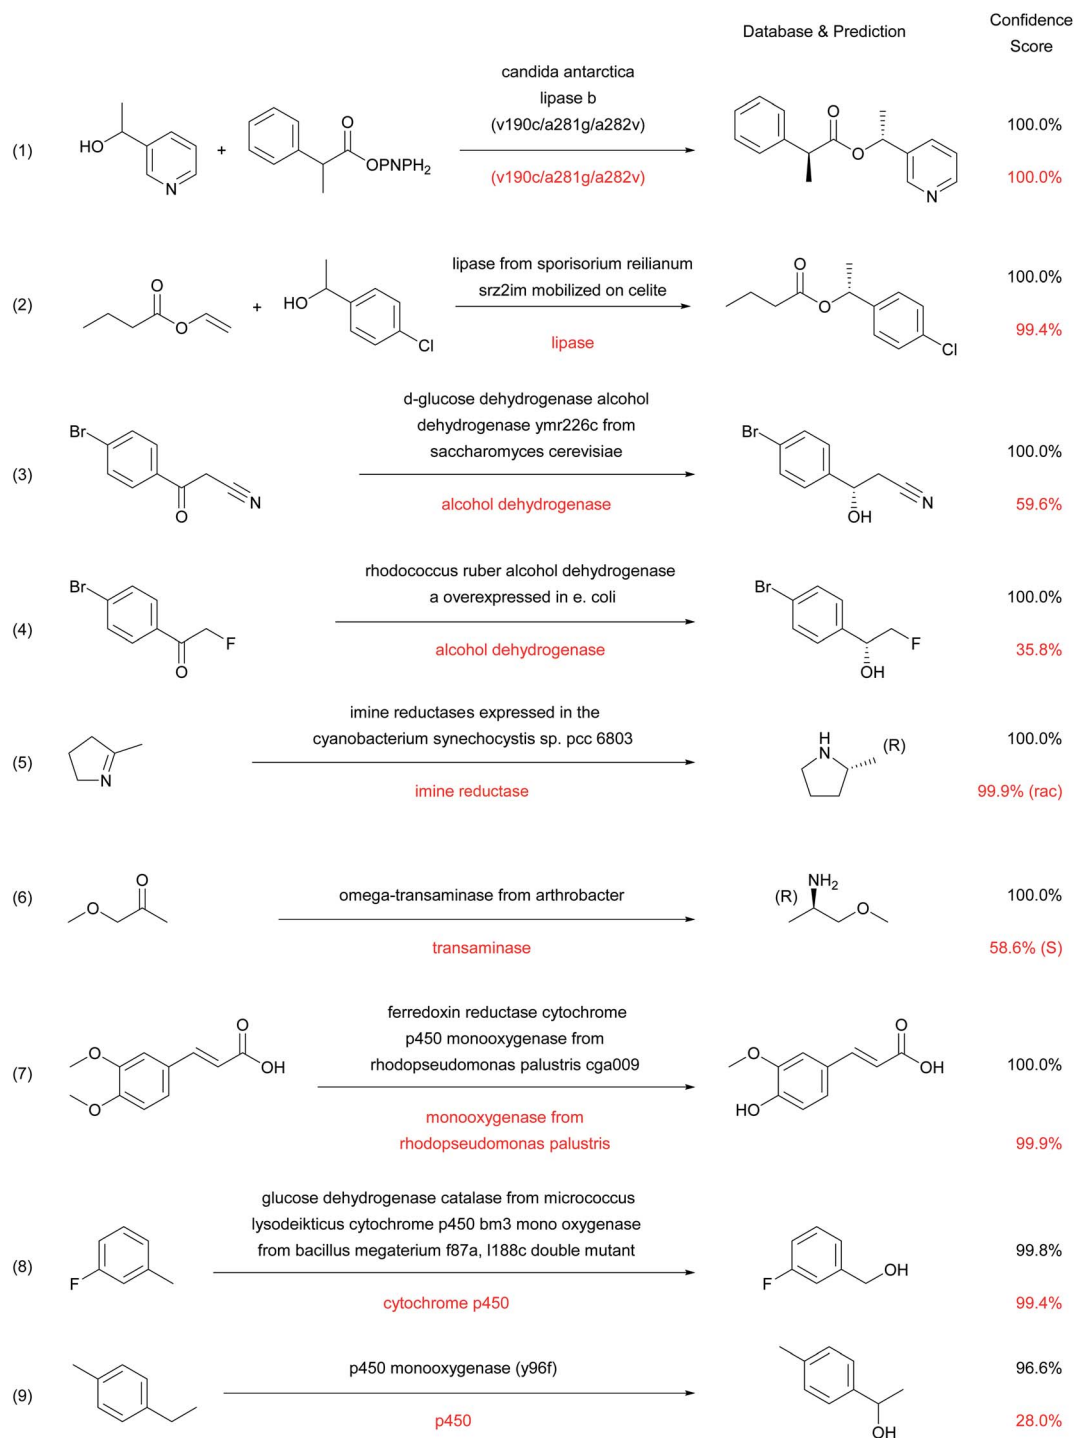 Database & Prediction
Confidence
Score
(1)
HO
N
+
O
OPNPH2
candida antarctica
lipase b
(v190c/a281g/a282v)
(v190c/a281g/a282v)
O
O
N
100.0%
100.0%
(2)
O
O
+
HO
Cl
lipase from sporisorium reilianum
srz2im mobilized on celite
lipase
O
O
Cl
100.0%
99.4%
(3)
Br
O
N
d-glucose dehydrogenase alcohol
dehydrogenase ymr226c from
saccharomyces cerevisiae
alcohol dehydrogenase
Br
OH
N
100.0%
59.6%
(4)
Br
O
F
rhodococcus ruber alcohol dehydrogenase
a overexpressed in e. coli
alcohol dehydrogenase
Br
OH
F
100.0%
35.8%
(5)
N
imine reductases expressed in the
cyanobacterium synechocystis sp. pcc 6803
imine reductase
H
N
(R)
100.0%
99.9% (rac)
(6)
O
O
omega-transaminase from arthrobacter
transaminase
(R)
NH2
O
100.0%
58.6% (S)
(7)
O
O
O
OH
ferredoxin reductase cytochrome
p450 monooxygenase from
rhodopseudomonas palustris cga009
monooxygenase from
rhodopseudomonas palustris
O
HO
O
OH
100.0%
99.9%
(8)
F
glucose dehydrogenase catalase from micrococcus
lysodeikticus cytochrome p450 bm3 mono oxygenase
from bacillus megaterium f87a, l188c double mutant
cytochrome p450
F
OH
99.8%
99.4%
(9)
p450 monooxygenase (y96f)
p450
OH
96.6%
28.0%